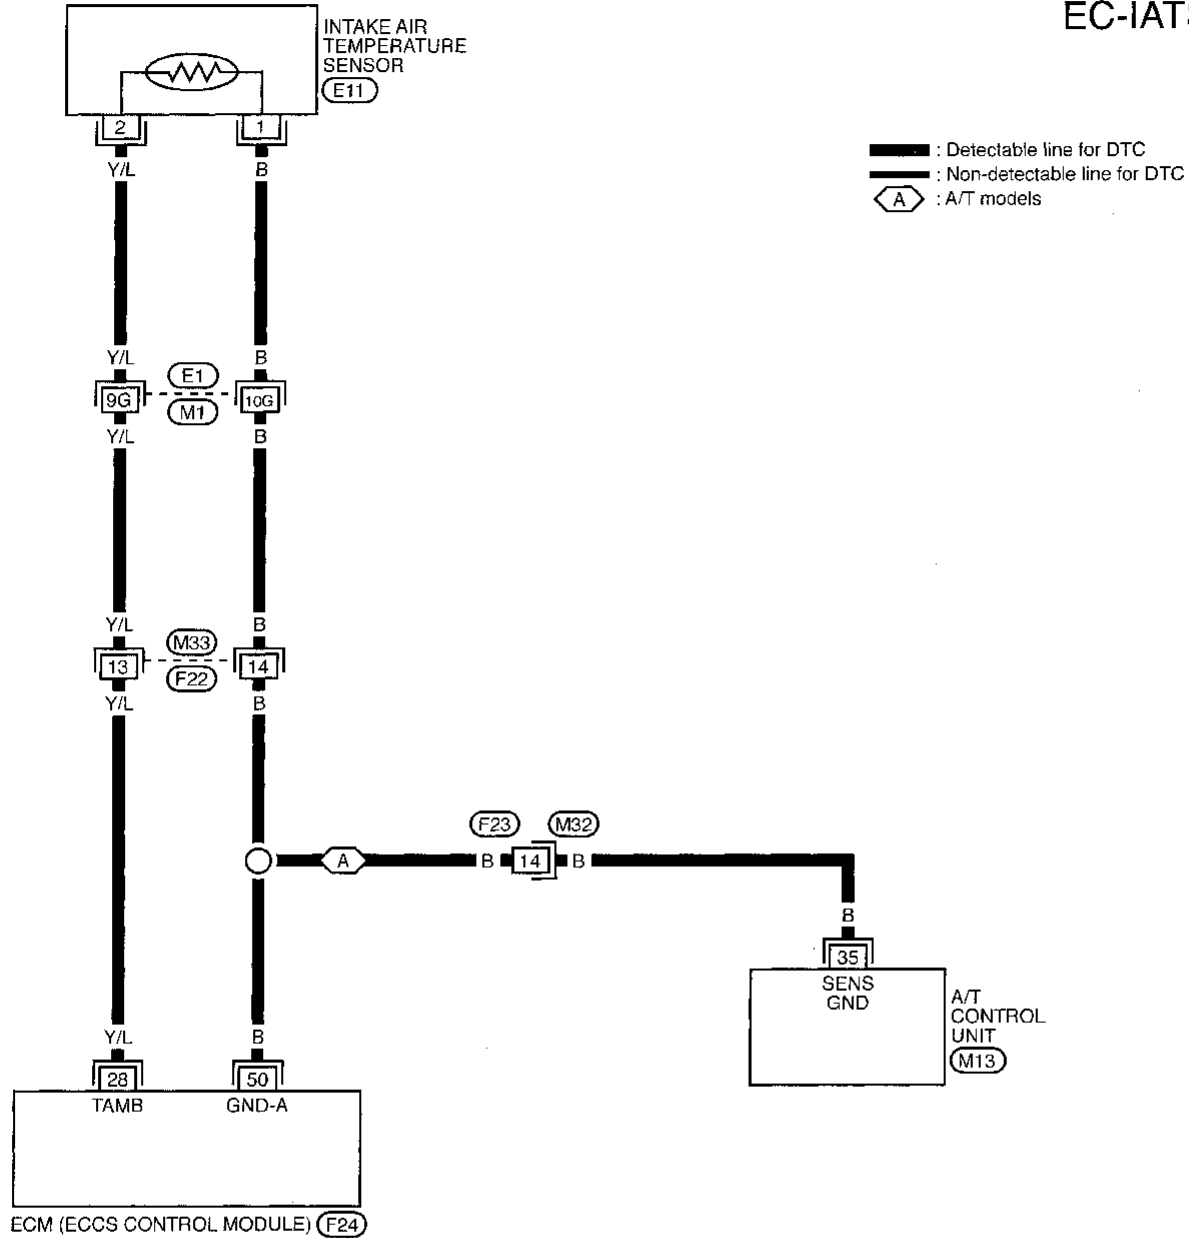 EC-IATS
INTAKE AIR
TEMPERATURE
SENSOR
E11
2
1
Y/L
B
: Detectable line for DTC
: Non-detectable line for DTC
A
: A/T models
Y/L
B
E1
9G
10G
M1
Y/L
B
Y/L
B
M33
13
14
F22
Y/L
B
F23
M32
A
B
14
B
B
35
SENS
GND
A/T
CONTROL
UNIT
M13
Y/L
B
28
50
TAMB
GND-A
ECM (ECCS CONTROL MODULE)
F24